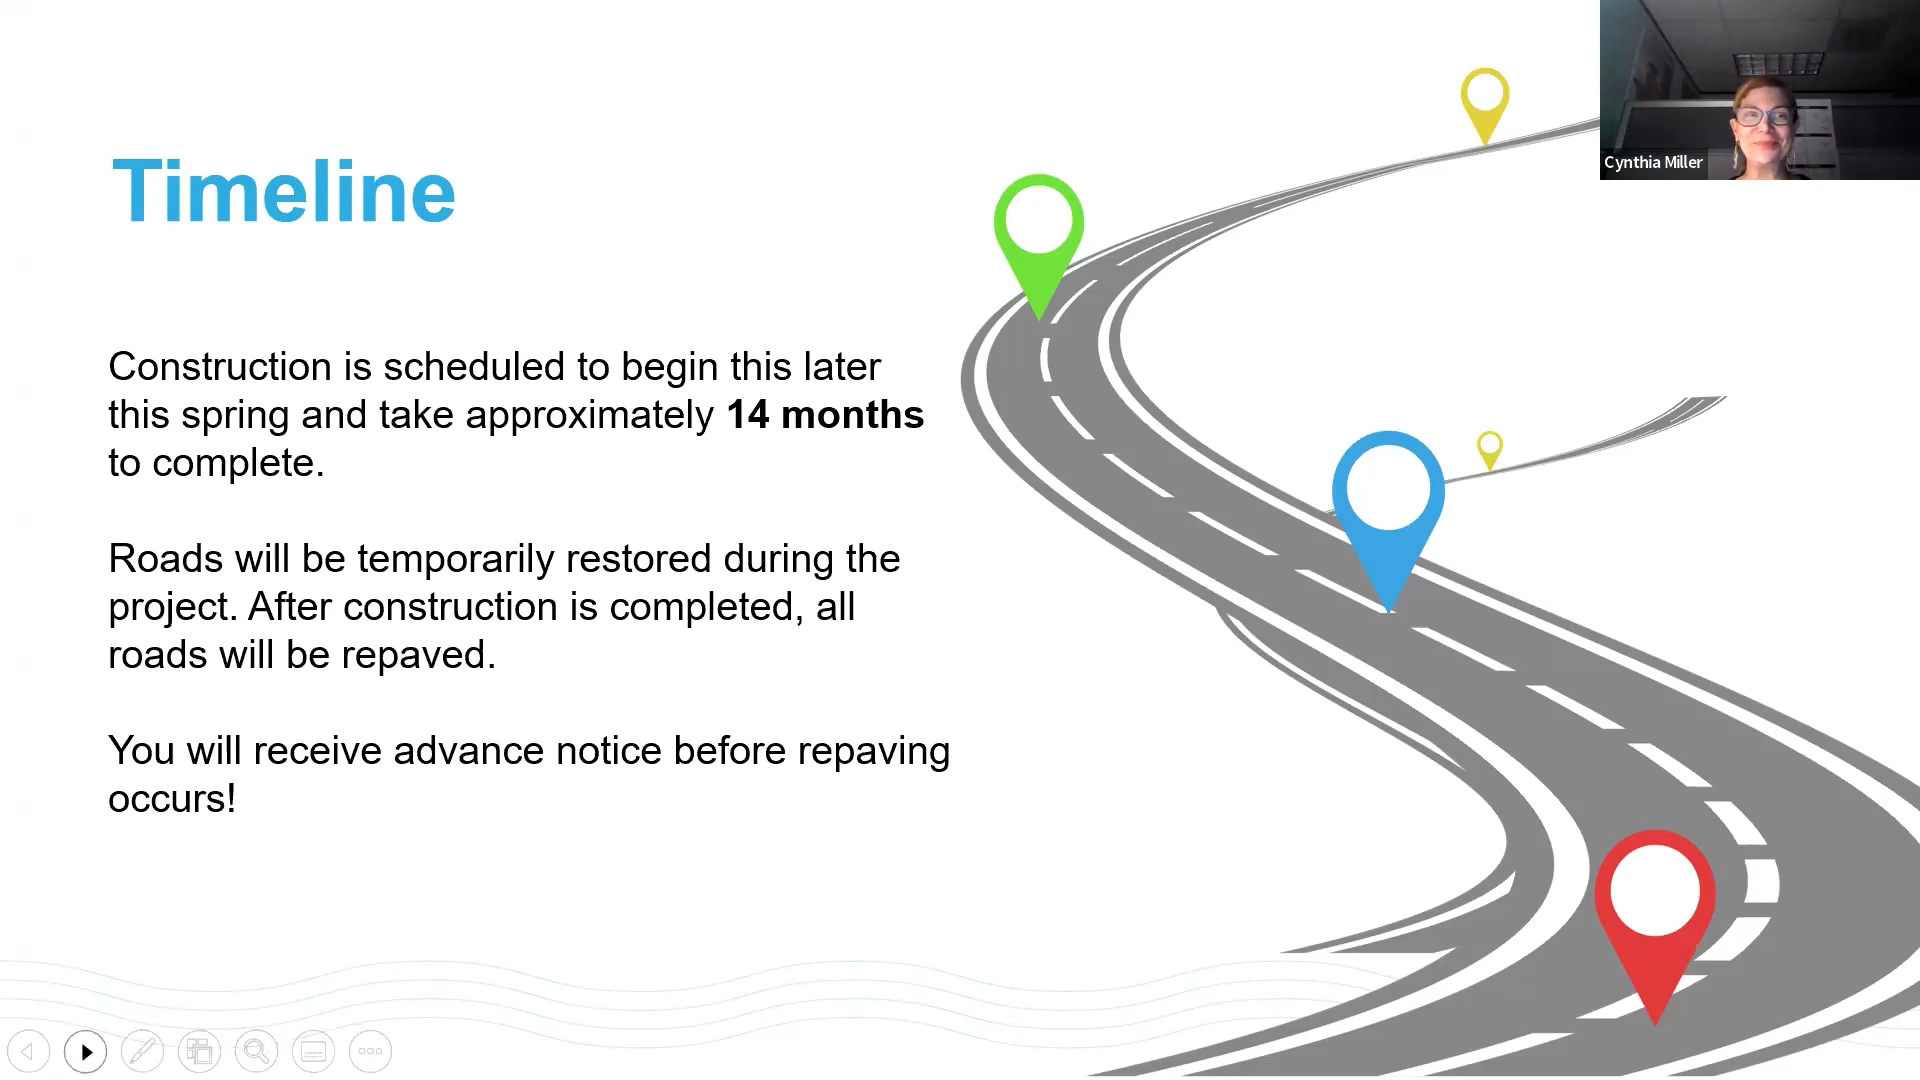 Timeline
Cynthia Miller
Construction is scheduled to begin this later
this spring and take approximately 14 months
to complete.
Roads will be temporarily restored during the
project. After construction is completed, all
roads will be repaved.
You will receive advance notice before repaving
occurs!